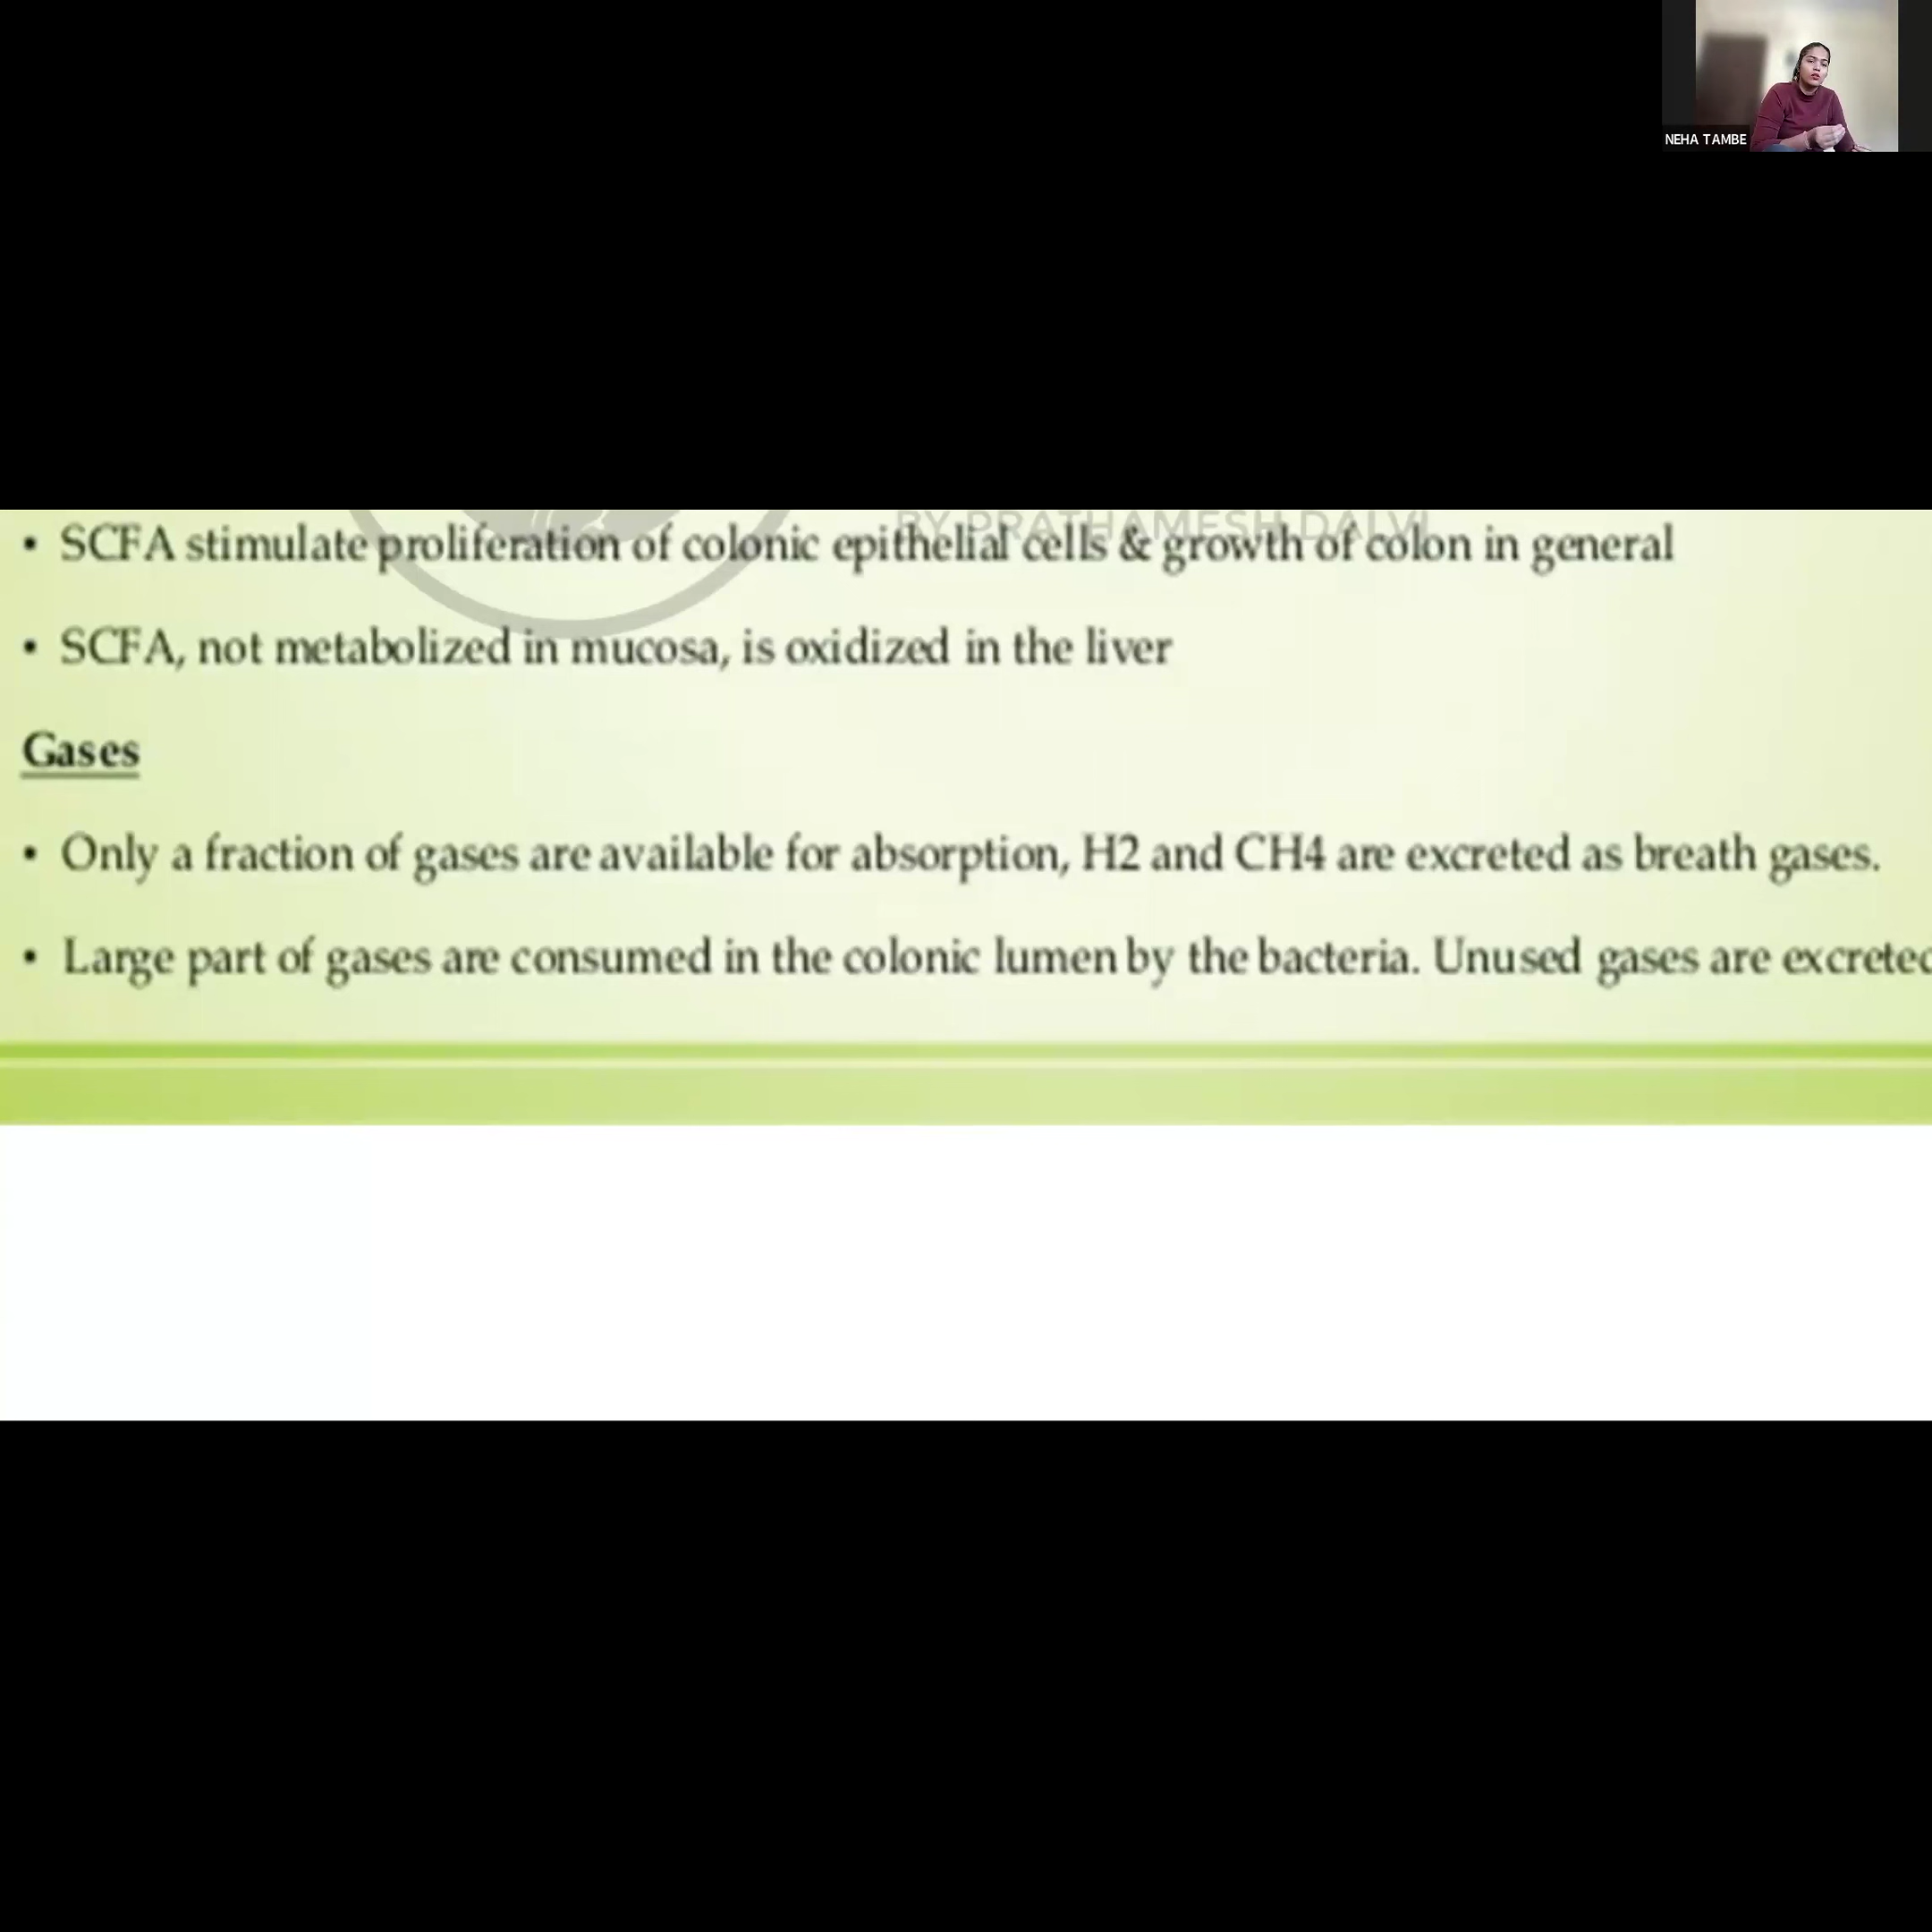 NEHA TAMBE
BY PRATHAMESH DALVI
• SCFA stimulate proliferation of colonic epithelial cells & growth of colon in general
• SCFA, not metabolized in mucosa, is oxidized in the liver
Gases
• Only a fraction of gases are available for absorption, H2 and CH4 are excreted as breath gases.
• Large part of gases are consumed in the colonic lumen by the bacteria. Unused gases are excreted